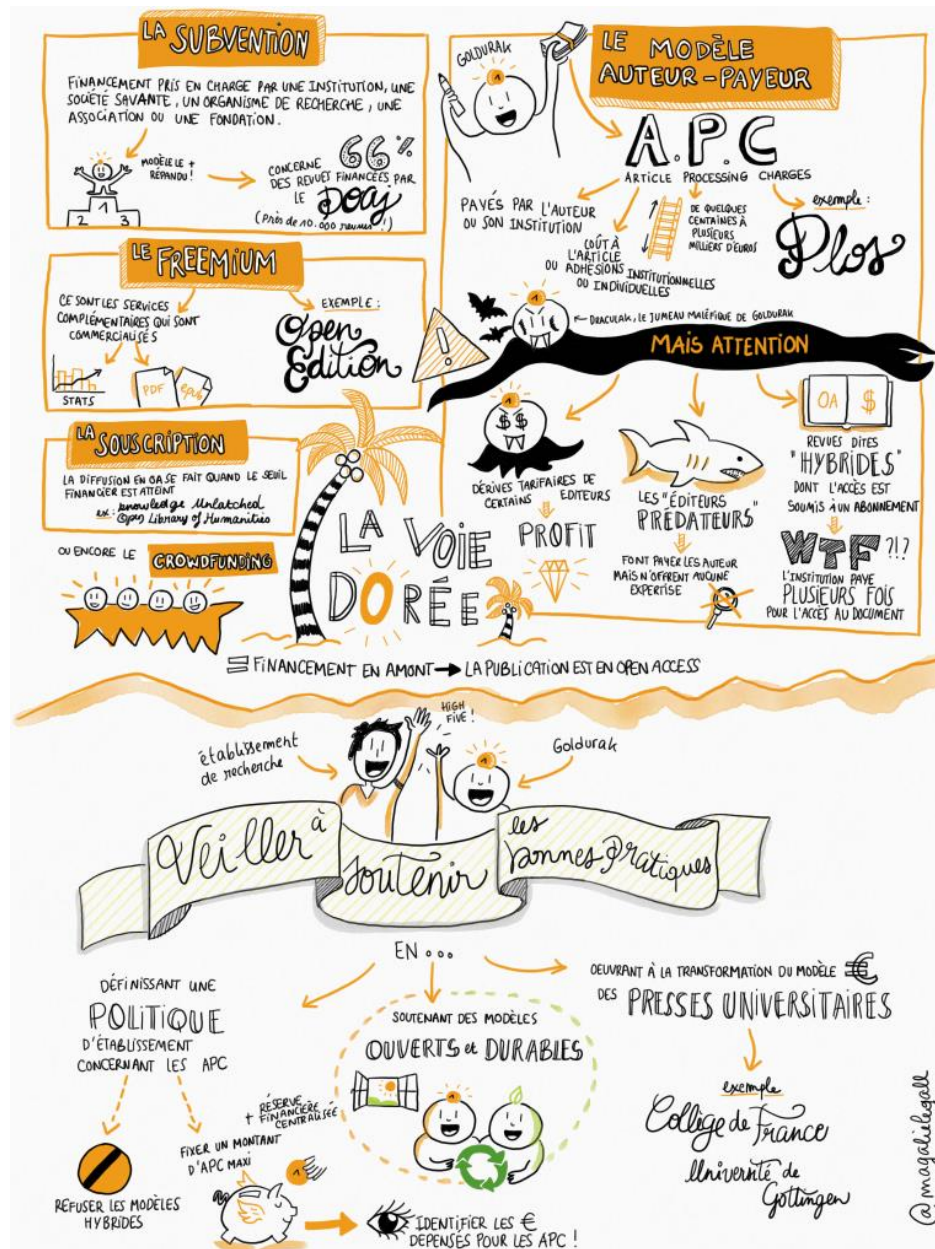 LA SUBVENTION
FINANCEMENT PRIS EN CHARGE PAR UNE INSTITUTION, UNE
SOCIÉTÉ SAVANTE, UN ORGANISME DE RECHERCHE, UNE
ASSOCIATION OU UNE FONDATION.
MODÈLE LE +
RÉPANDU !
2 1 3
CONCERNE 66%
DES REVUES FINANCÉES PAR
LE Doaj
(Près de 10.000 revues !)
LE FREEMIUM
CE SONT LES SERVICES
COMPLÉMENTAIRES QUI SONT
COMMERCIALISÉS
STATS
PDF
epub
EXEMPLE :
Open
Edition
LA
SOUSCRIPTION
LA DIFFUSION EN OA SE FAIT QUAND LE SEUIL
FINANCIER EST ATTEINT
ex : Knowledge Unlatched
Open Library of Humanities
OU ENCORE LE CROWDFUNDING
GOLDURAK
1
LE MODÈLE
AUTEUR-PAYEUR
A.P.C
ARTICLE PROCESSING CHARGES
PAYÉS PAR L'AUTEUR
OU SON INSTITUTION
COÛT À
L'ARTICLE
OU ADHÉSIONS INSTITUTIONNELLES
OU INDIVIDUELLES
DE QUELQUES
CENTAINES À
PLUSIEURS
MILLIERS D'EUROS
exemple :
Plos
!
1
DRACULAK, LE JUMEAU MALÉFIQUE DE GOLDURAK
MAIS ATTENTION
1
$ $
DÉRIVES TARIFAIRES DE
CERTAINS EDITEURS
PROFIT
LES "ÉDITEURS
PRÉDATEURS"
FONT PAYER LES AUTEUR
MAIS N'OFFRENT AUCUNE
EXPERTISE
OA $
REVUES DITES
"HYBRIDES"
DONT L'ACCÈS EST
SOUMIS À UN ABONNEMENT
WTF ?!?
L'INSTITUTION PAYE
PLUSIEURS FOIS
POUR L'ACCÈS AU DOCUMENT
LA VOIE
DORÉE
= FINANCEMENT EN AMONT → LA PUBLICATION EST EN OPEN ACCESS
HIGH
FIVE !
établissement
de recherche
Goldurak
1
Veiller à
soutenir
les
bonnes pratiques
EN ...
DÉFINISSANT UNE
POLITIQUE
D'ÉTABLISSEMENT
CONCERNANT LES APC
REFUSER LES MODÈLES
HYBRIDES
FIXER UN MONTANT
D'APC MAXI
+ RÉSERVE
FINANCIÈRE
CENTRALISÉE
1
IDENTIFIER LES €
DEPENSÉS POUR LES APC !
SOUTENANT DES MODÈLES
OUVERTS et DURABLES
OEUVRANT À LA TRANSFORMATION DU MODÈLE €
DES PRESSES UNIVERSITAIRES
exemple
Collège de France
Université de
Gottingen
@magalielegall